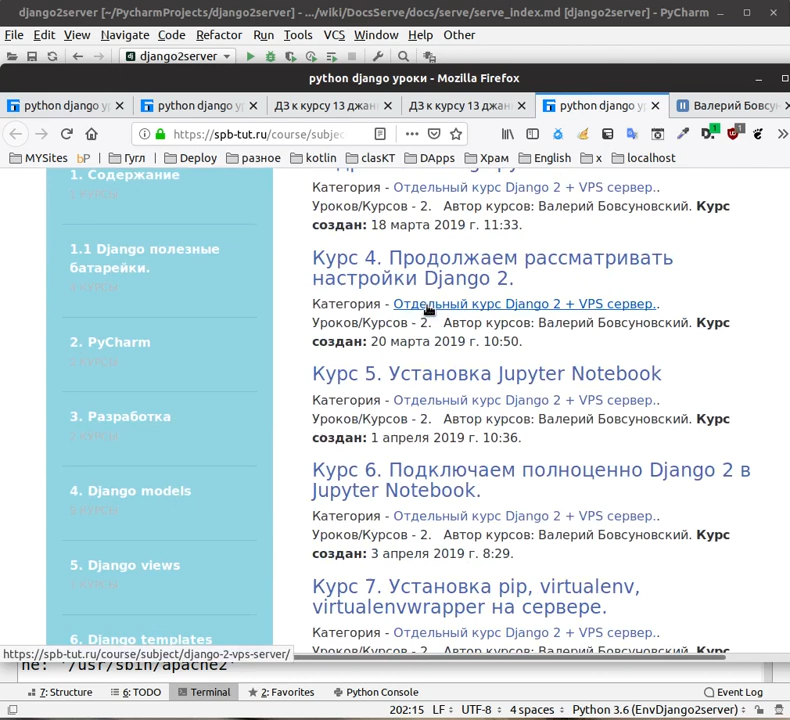 django2server [~/PycharmProjects/django2server] - .../wiki/DocsServe/docs/serve/serve_index.md [django2server] - PyCharm
File Edit View Navigate Code Refactor Run Tools VCS Window Help Other
django2server
python django уроки - Mozilla Firefox
python django ур
python django ур
ДЗ к курсу 13 джан
ДЗ к курсу 13 джан
python django ур
Валерий Бовсун
https://spb-tut.ru/course/subjec
MYSites
bP
Гугл
Deploy
разное
kotlin
clasKT
DApps
Храм
English
x
localhost
1. Содержание
1.1 Django полезные
батарейки.
2. PyCharm
3. Разработка
4. Django models
5. Django views
6. Django templates
Категория - Отдельный курс Django 2 + VPS сервер..
Уроков/Курсов - 2. Автор курсов: Валерий Бовсуновский. Курс
создан: 18 марта 2019 г. 11:33.
Курс 4. Продолжаем рассматривать
настройки Django 2.
Категория - Отдельный курс Django 2 + VPS сервер..
Уроков/Курсов - 2. Автор курсов: Валерий Бовсуновский. Курс
создан: 20 марта 2019 г. 10:50.
Курс 5. Установка Jupyter Notebook
Категория - Отдельный курс Django 2 + VPS сервер..
Уроков/Курсов - 2. Автор курсов: Валерий Бовсуновский. Курс
создан: 1 апреля 2019 г. 10:36.
Курс 6. Подключаем полноценно Django 2 в
Jupyter Notebook.
Категория - Отдельный курс Django 2 + VPS сервер..
Уроков/Курсов - 2. Автор курсов: Валерий Бовсуновский. Курс
создан: 3 апреля 2019 г. 8:29.
Курс 7. Установка pip, virtualenv,
virtualenvwrapper на сервере.
Категория - Отдельный курс Django 2 + VPS сервер..
https://spb-tut.ru/course/subject/django-2-vps-server/
ne: '/usr/sbin/apache2'
7: Structure
6: TODO
Terminal
2: Favorites
Python Console
Event Log
202:15 LF UTF-8 4 spaces Python 3.6 (EnvDjango2server)